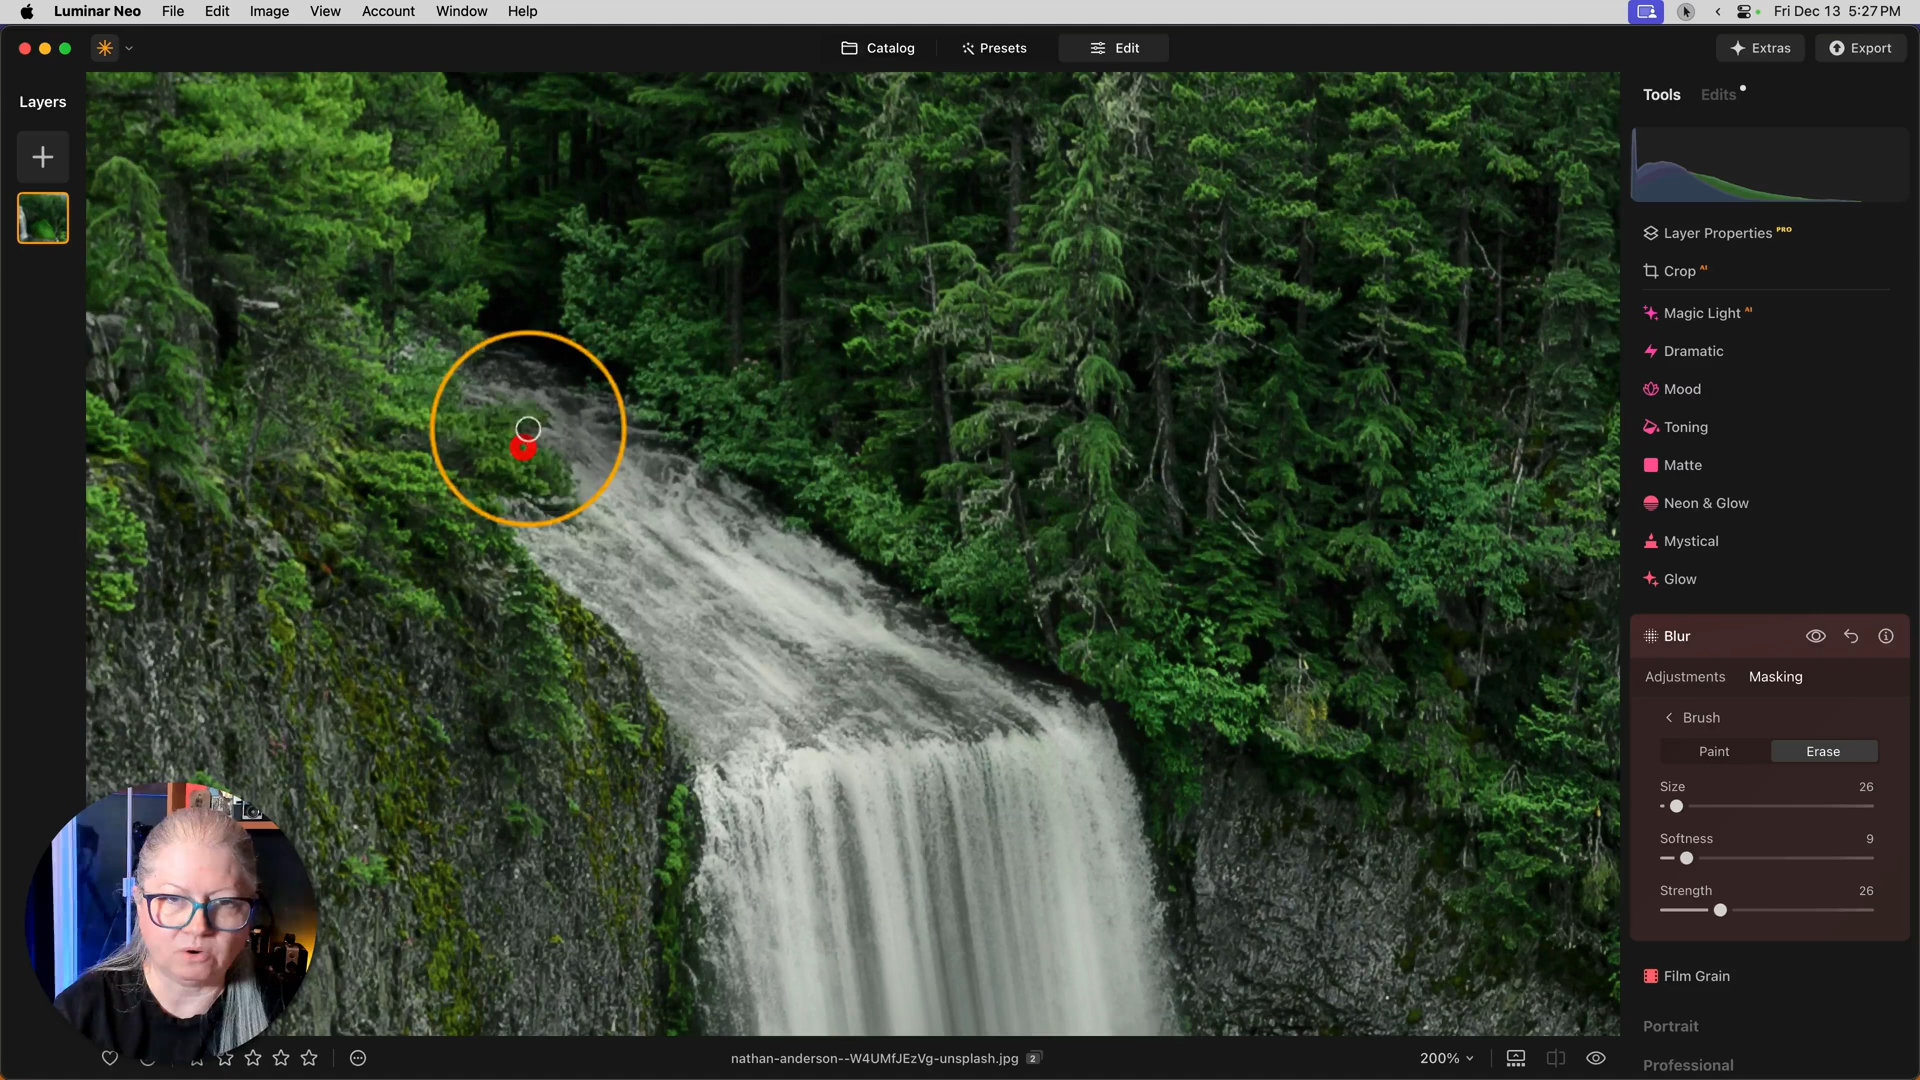 Luminar Neo File Edit Image View Account Window Help
Fri Dec 13 5:27 PM
Catalog Presets Edit
Extras Export
Layers
Tools Edits
Layer Properties PRO
Crop AI
Magic Light AI
Dramatic
Mood
Toning
Matte
Neon & Glow
Mystical
Glow
Blur
Adjustments Masking
Brush
Paint Erase
Size 26
Softness 9
Strength 26
Film Grain
Portrait
Professional
nathan-anderson--W4UMfJEzVg-unsplash.jpg 2
200%